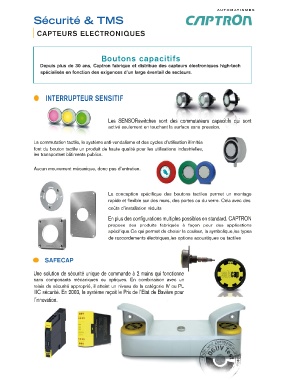 AUTOMATISMES
Sécurité & TMS
CAPTRON
CAPTEURS ELECTRONIQUES
Boutons capacitifs
Depuis plus de 30 ans, Captron fabrique et distribue des capteurs électroniques high-tech
spécialisés en fonction des exigences d'un large éventail de secteurs.
INTERRUPTEUR SENSITIF
Les SENSORswitches sont des commutateurs capacitifs qui sont
activé seulement en touchant la surface sans pression.
La commutation tactile, le système anti-vandalisme et des cycles d'utilisation illimités
font du bouton tactile un produit de haute qualité pour les utilisations industrielles,
les transports et bâtiments publics.
Aucun mouvement mécanique, donc pas d'entretien.
La conception spécifique des boutons tactiles permet un montage
rapide et flexible sur des murs, des portes ou du verre. Cela avec des
coûts d'installation réduits
En plus des configurations multiples possibles en standard, CAPTRON
propose des produits fabriqués à façon pour des applications
spécifique. Ce qui permet de choisir la couleur, la symbolique, les types
de raccordements électriques, les options acoustiques ou tactiles
SAFECAP
Une solution de sécurité unique de commande à 2 mains qui fonctionne
sans composants mécaniques ou optiques. En combinaison avec un
relais de sécurité approprié, il atteint un niveau de la catégorie IV ou PL
IIIC sécurité. En 2003, le système reçoit le Prix de l'Etat de Bavière pour
l'innovation.